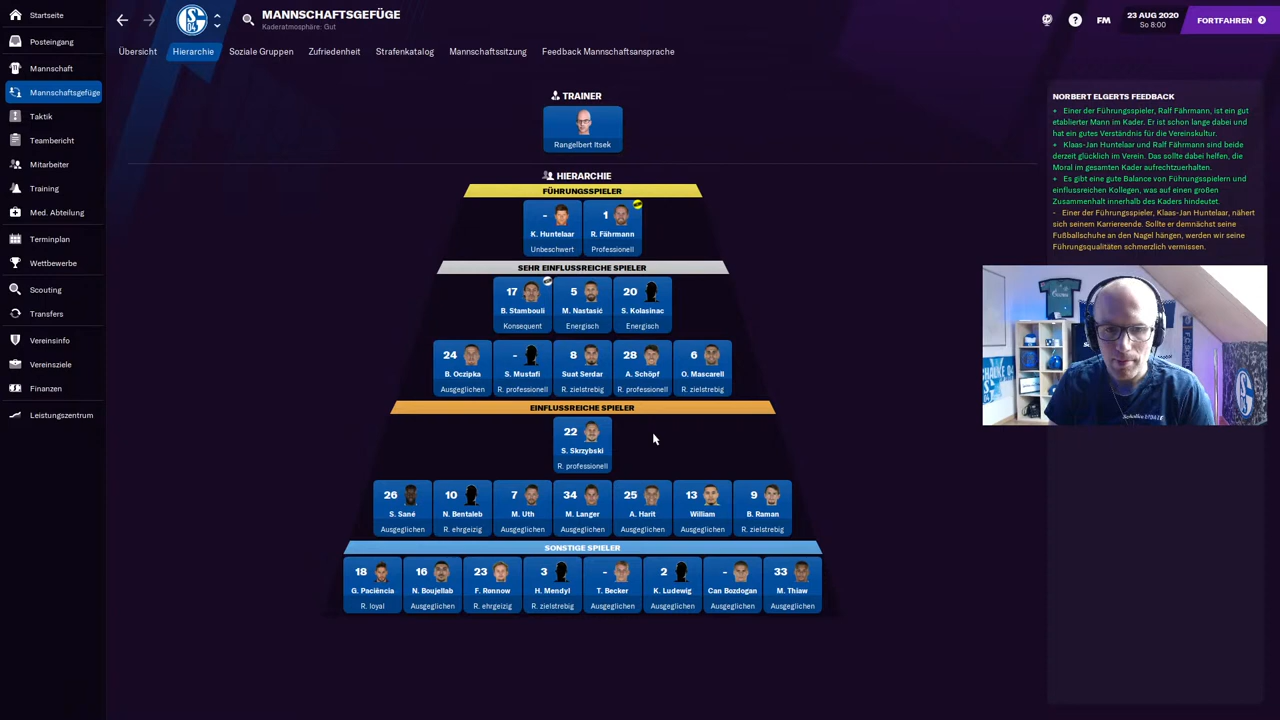 Startseite
Posteingang
Mannschaft
Mannschaftsgefüge
Taktik
Teambericht
Mitarbeiter
Training
Med. Abteilung
Terminplan
Wettbewerbe
Scouting
Transfers
Vereinsinfo
Vereinsziele
Finanzen
Leistungszentrum
MANNSCHAFTSGEFÜGE
Kaderatmosphäre: Gut
FM
23 AUG 2020
So 8:00
FORTFAHREN
Übersicht Hierarchie Soziale Gruppen Zufriedenheit Strafenkatalog Mannschaftssitzung Feedback Mannschaftsansprache
TRAINER
Rangelbert Itsek
HIERARCHIE
FÜHRUNGSSPIELER
- 1
K. Huntelaar R. Fährmann
Unbeschwert Professionell
SEHR EINFLUSSREICHE SPIELER
17 5 20
B. Stambouli M. Nastasić S. Kolasinac
Konsequent Energisch Energisch
24 - 8 28 6
B. Oczipka S. Mustafi Suat Serdar A. Schöpf O. Mascarell
Ausgeglichen R. professionell R. zielstrebig R. professionell R. zielstrebig
EINFLUSSREICHE SPIELER
22
S. Skrzybski
R. professionell
26 10 7 34 25 13 9
S. Sané N. Bentaleb M. Uth M. Langer A. Harit William B. Raman
Ausgeglichen R. ehrgeizig Ausgeglichen Ausgeglichen Ausgeglichen Ausgeglichen R. zielstrebig
SONSTIGE SPIELER
18 16 23 3 - 2 - 33
G. Paciência N. Boujellab F. Rønnow H. Mendyl T. Becker K. Ludewig Can Bozdogan M. Thiaw
R. loyal Ausgeglichen R. ehrgeizig R. zielstrebig Ausgeglichen Ausgeglichen Ausgeglichen Ausgeglichen
NORBERT ELGERTS FEEDBACK
+ Einer der Führungsspieler, Ralf Fährmann, ist ein gut
etablierter Mann im Kader. Er ist schon lange dabei und
hat ein gutes Verständnis für die Vereinskultur.
+ Klaas-Jan Huntelaar und Ralf Fährmann sind beide
derzeit glücklich im Verein. Das sollte dabei helfen, die
Moral im gesamten Kader aufrechtzuerhalten.
+ Es gibt eine gute Balance von Führungsspielern und
einflussreichen Kollegen, was auf einen großen
Zusammenhalt innerhalb des Kaders hindeutet.
- Einer der Führungsspieler, Klaas-Jan Huntelaar, nähert
sich seinem Karriereende. Sollte er demnächst seine
Fußballschuhe an den Nagel hängen, werden wir seine
Führungsqualitäten schmerzlich vermissen.